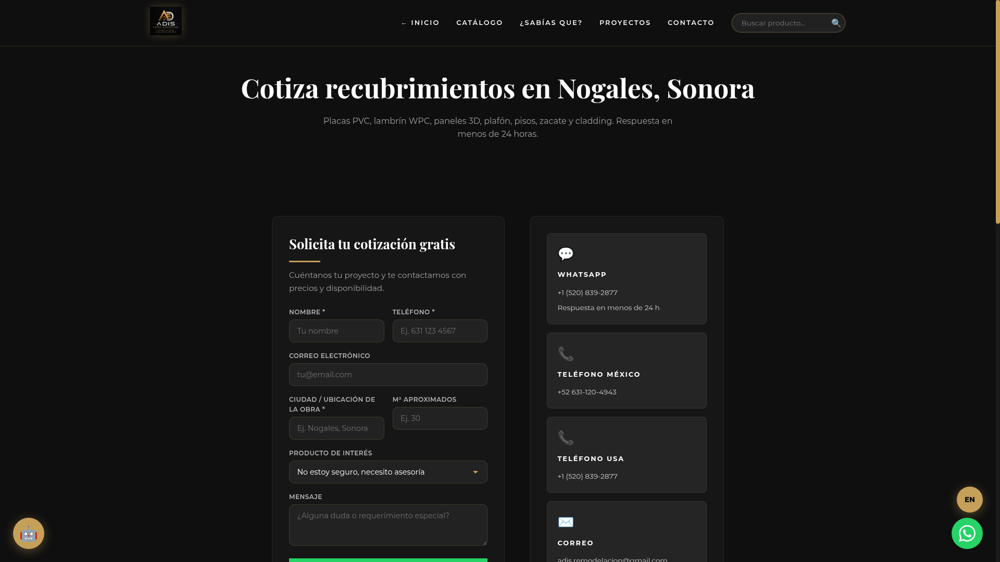 ADIS
← INICIO
CATÁLOGO
¿SABÍAS QUE?
PROYECTOS
CONTACTO
Buscar producto...
Cotiza recubrimientos en Nogales, Sonora
Placas PVC, lambrín WPC, paneles 3D, plafón, pisos, zacate y cladding. Respuesta en
menos de 24 horas.
Solicita tu cotización gratis
Cuéntanos tu proyecto y te contactamos con
precios y disponibilidad.
NOMBRE *
TELÉFONO *
Tu nombre
Ej. 631 123 4567
CORREO ELECTRÓNICO
tu@email.com
CIUDAD / UBICACIÓN DE
LA OBRA *
M² APROXIMADOS
Ej. Nogales, Sonora
Ej. 30
PRODUCTO DE INTERÉS
No estoy seguro, necesito asesoría
MENSAJE
¿Alguna duda o requerimiento especial?
WHATSAPP
+1 (520) 839-2877
Respuesta en menos de 24 h
TELÉFONO MÉXICO
+52 631-120-4943
TELÉFONO USA
+1 (520) 839-2877
CORREO
adis.remodelacion@gmail.com
EN